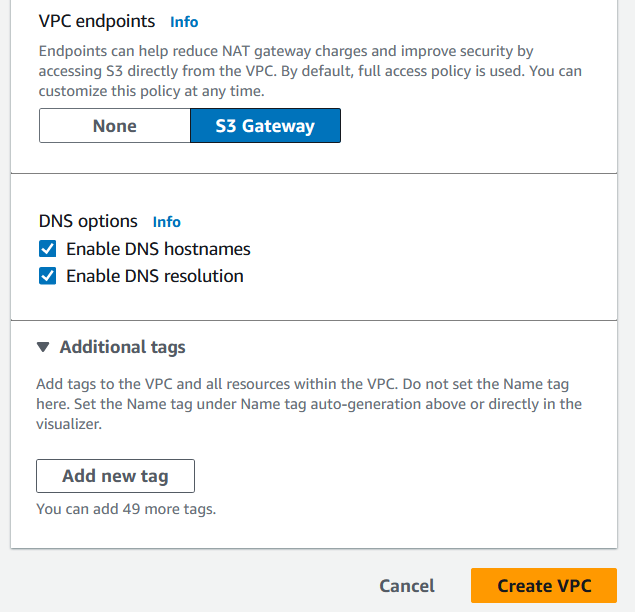 VPC endpoints Info
Endpoints can help reduce NAT gateway charges and improve security by
accessing S3 directly from the VPC. By default, full access policy is used. You can
customize this policy at any time.
None S3 Gateway
DNS options Info
Enable DNS hostnames
Enable DNS resolution
Additional tags
Add tags to the VPC and all resources within the VPC. Do not set the Name tag
here. Set the Name tag under Name tag auto-generation above or directly in the
visualizer.
Add new tag
You can add 49 more tags.
Cancel Create VPC